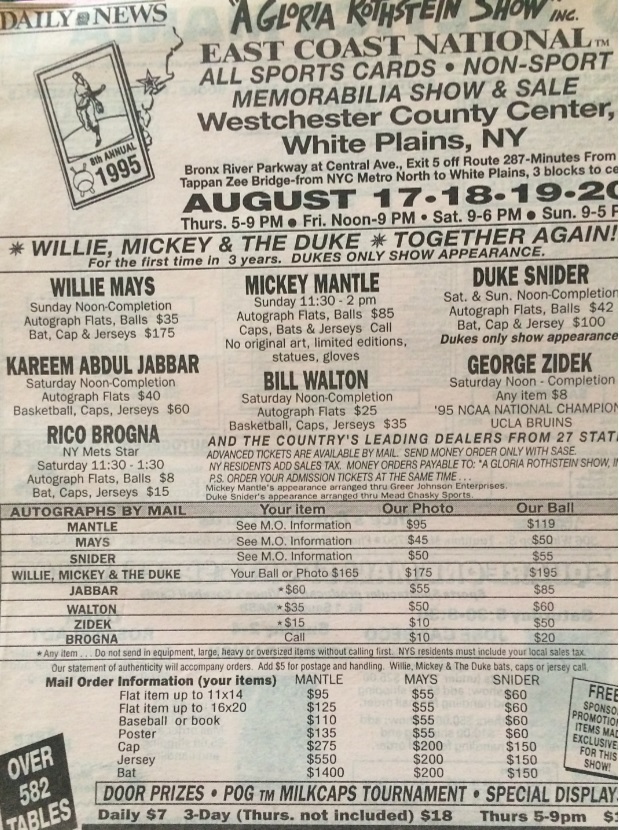 DAILY NEWS
"A GLORIA ROTHSTEIN SHOW" INC.
EAST COAST NATIONAL TM
ALL SPORTS CARDS • NON-SPORT
MEMORABILIA SHOW & SALE
Westchester County Center,
White Plains, NY
8th ANNUAL
1995
Bronx River Parkway at Central Ave., Exit 5 off Route 287-Minutes From
Tappan Zee Bridge-from NYC Metro North to White Plains, 3 blocks to
AUGUST 17-18-19-20
Thurs. 5-9 PM • Fri. Noon-9 PM • Sat. 9-6 PM • Sun. 9-5
* WILLIE, MICKEY & THE DUKE * TOGETHER AGAIN!
For the first time in 3 years. DUKES ONLY SHOW APPEARANCE.
WILLIE MAYS
Sunday Noon-Completion
Autograph Flats, Balls $35
Bat, Cap & Jerseys $175
MICKEY MANTLE
Sunday 11:30 - 2 pm
Autograph Flats, Balls $85
Caps, Bats & Jerseys Call
No original art, limited editions,
statues, gloves
DUKE SNIDER
Sat. & Sun. Noon-Completion
Autograph Flats, Balls $42
Bat, Cap & Jersey $100
Dukes only show appearance
KAREEM ABDUL JABBAR
Saturday Noon-Completion
Autograph Flats $40
Basketball, Caps, Jerseys $60
BILL WALTON
Saturday Noon-Completion
Autograph Flats $25
Basketball, Caps, Jerseys $35
GEORGE ZIDEK
Saturday Noon - Completion
Any item $8
'95 NCAA NATIONAL CHAMPION
UCLA BRUINS
RICO BROGNA
NY Mets Star
Saturday 11:30 - 1:30
Autograph Flats, Balls $8
Bat, Caps, Jerseys $15
AND THE COUNTRY'S LEADING DEALERS FROM 27
ADVANCED TICKETS ARE AVAILABLE BY MAIL. SEND MONEY ORDER ONLY WITH SASE.
NY RESIDENTS ADD SALES TAX. MONEY ORDERS PAYABLE TO: "A GLORIA ROTHSTEIN SHOW,
P.S. ORDER YOUR ADMISSION TICKETS AT THE SAME TIME . . .
Mickey Mantle's appearance arranged thru Greer Johnson Enterprises.
Duke Snider's appearance arranged thru Mead Chasky Sports.
AUTOGRAPHS BY MAIL Your item Our Photo Our Ball
MANTLE See M.O. Information $95 $119
MAYS See M.O. Information $45 $50
SNIDER See M.O. Information $50 $55
WILLIE, MICKEY & THE DUKE Your Ball or Photo $165 $175 $195
JABBAR *$60 $55 $85
WALTON *$35 $50 $60
ZIDEK *$15 $10 $50
BROGNA Call $10 $20
* Any item . . . Do not send in equipment, large, heavy or oversized items without calling first. NYS residents must include your local sales tax.
Our statement of authenticity will accompany orders. Add $5 for postage and handling. Willie, Mickey & The Duke bats, caps or jersey call.
Mail Order Information (your items) MANTLE MAYS SNIDER
Flat item up to 11x14 $95 $55 $60
Flat item up to 16x20 $125 $55 $60
Baseball or book $110 $55 $60
Poster $135 $55 $60
Cap $275 $200 $150
Jersey $550 $200 $150
Bat $1400 $200 $150
FREE
PROMOTION
ITEMS
FOR THIS
SHOW!
OVER
582
TABLES
DOOR PRIZES • POG TM MILKCAPS TOURNAMENT • SPECIAL
Daily $7 3-Day (Thurs. not included) $18 Thurs 5-9pm